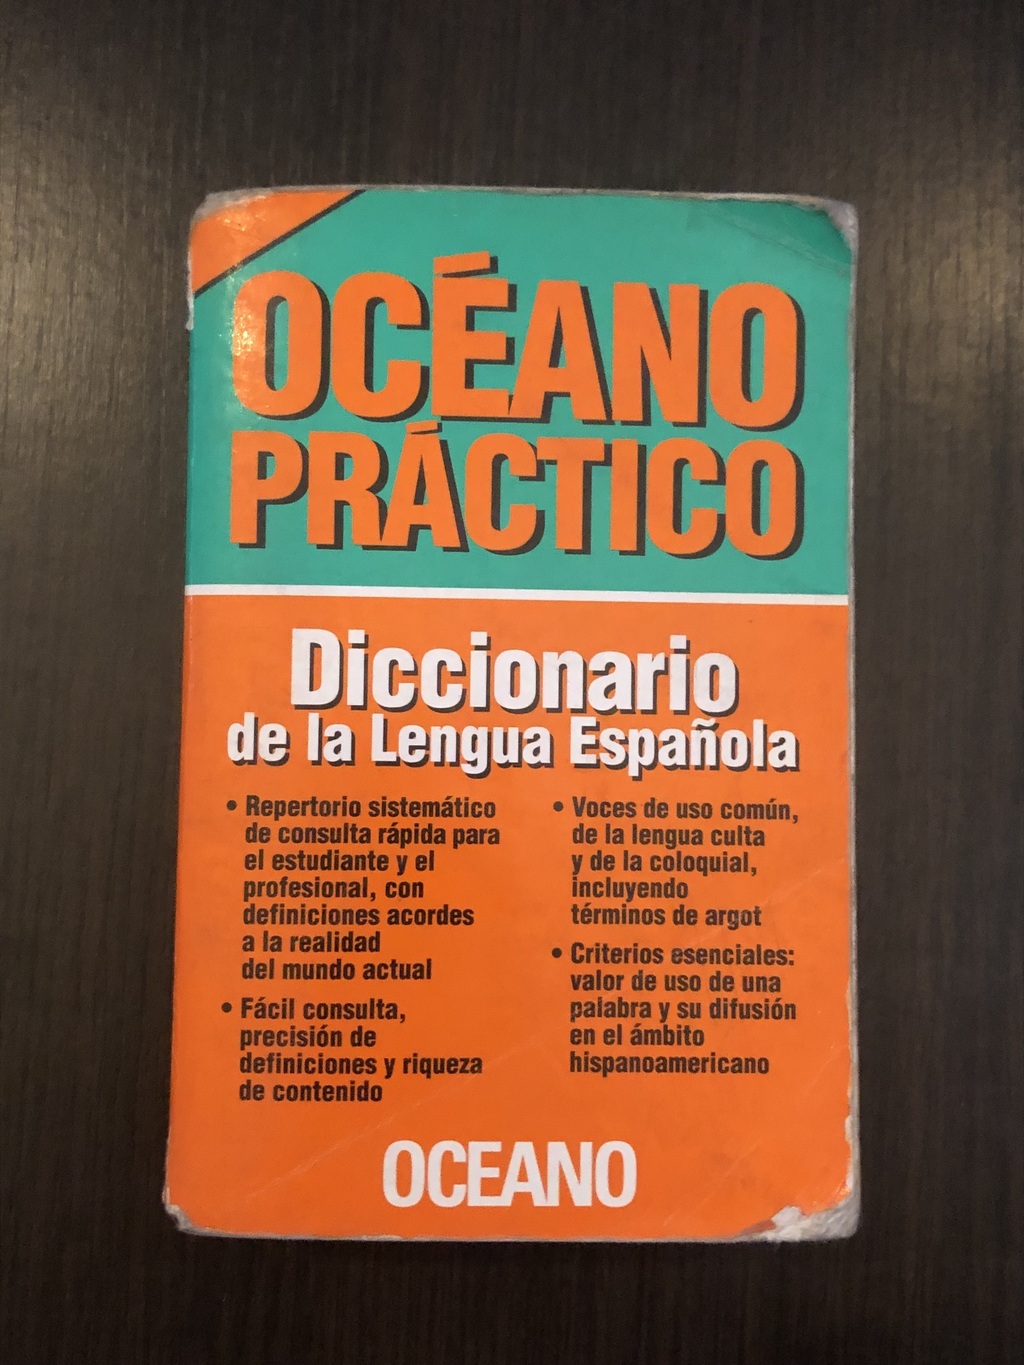 OCÉANO
PRÁCTICO
Diccionario
de la Lengua Española
• Repertorio sistemático
de consulta rápida para
el estudiante y el
profesional, con
definiciones acordes
a la realidad
del mundo actual
• Fácil consulta,
precisión de
definiciones y riqueza
de contenido
• Voces de uso común,
de la lengua culta
y de la coloquial,
incluyendo
términos de argot
• Criterios esenciales:
valor de uso de una
palabra y su difusión
en el ámbito
hispanoamericano
OCEANO